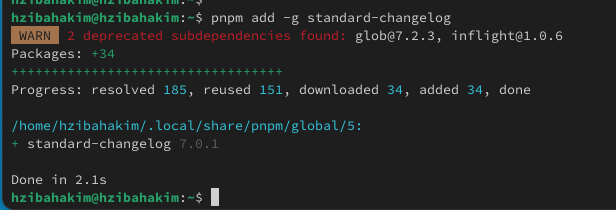 hzibahakim@hzibahakim:~$
hzibahakim@hzibahakim:~$ pnpm add -g standard-changelog
WARN 2 deprecated subdependencies found: glob@7.2.3, inflight@1.0.6
Packages: +34
++++++++++++++++++++++++++++++++++
Progress: resolved 185, reused 151, downloaded 34, added 34, done
/home/hzibahakim/.local/share/pnpm/global/5:
+ standard-changelog 7.0.1
Done in 2.1s
hzibahakim@hzibahakim:~$